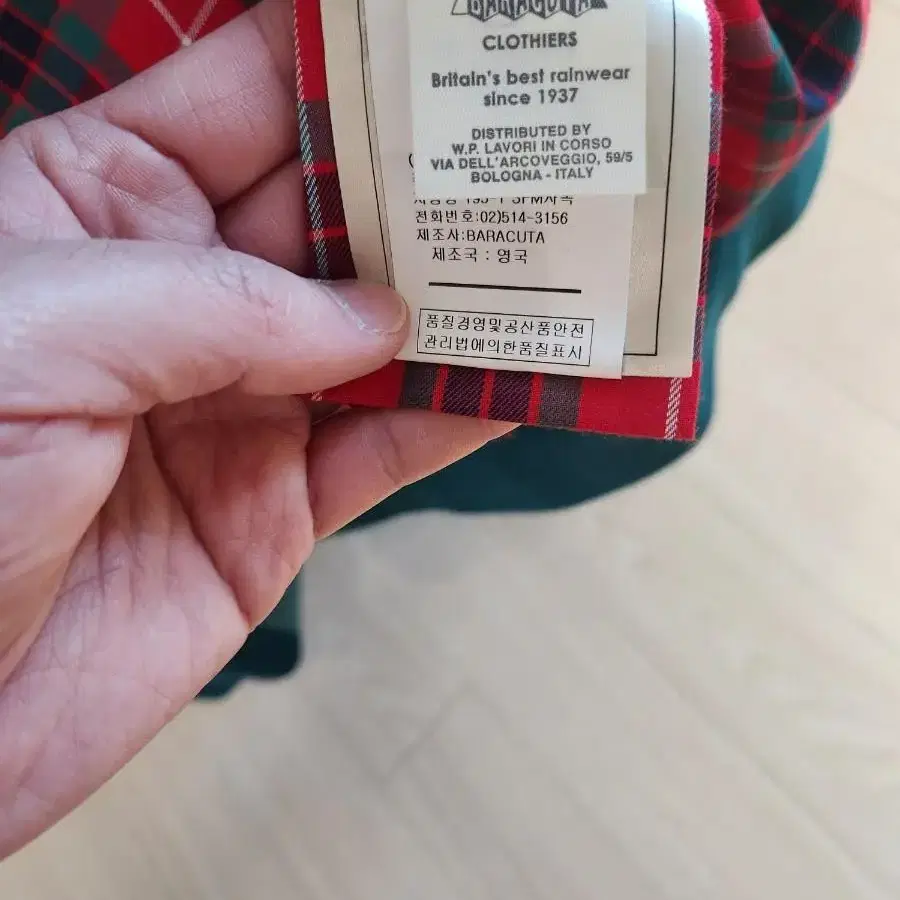 BARACUTA
CLOTHIERS
Britain's best rainwear
since 1937
DISTRIBUTED BY
W.P. LAVORI IN CORSO
VIA DELL'ARCOVEGGIO, 59/5
BOLOGNA - ITALY
전화번호:02)514-3156
제조사:BARACUTA
제조국 : 영국
품질경영및공산품안전
관리법에의한품질표시